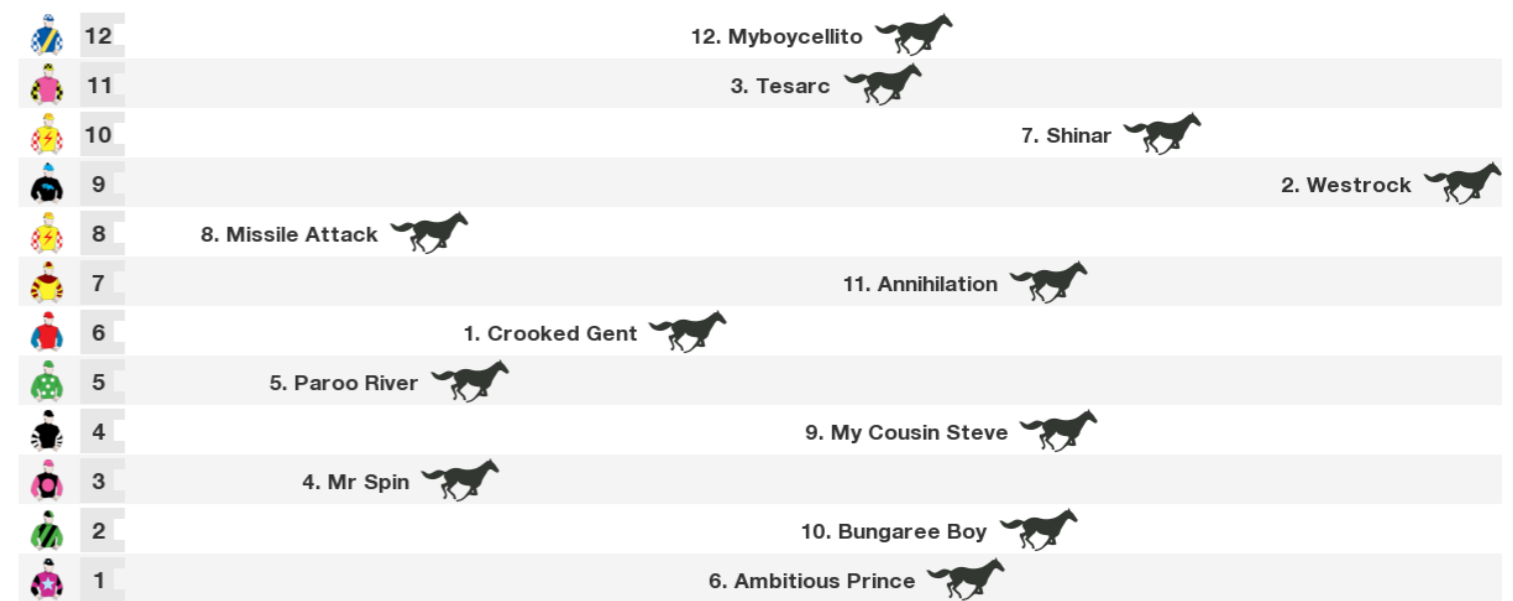 12 12. Myboycellito
11 3. Tesarc
10 7. Shinar
9 2. Westrock
8 8. Missile Attack
7 11. Annihilation
6 1. Crooked Gent
5 5. Paroo River
4 9. My Cousin Steve
3 4. Mr Spin
2 10. Bungaree Boy
1 6. Ambitious Prince